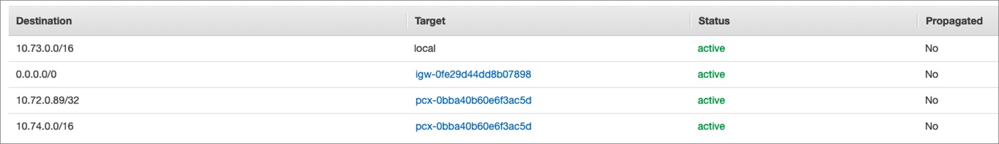 Destination Target Status Propagated
10.73.0.0/16 local active No
0.0.0.0/0 igw-0fe29d44dd8b07898 active No
10.72.0.89/32 pcx-0bba40b60e6f3ac5d active No
10.74.0.0/16 pcx-0bba40b60e6f3ac5d active No